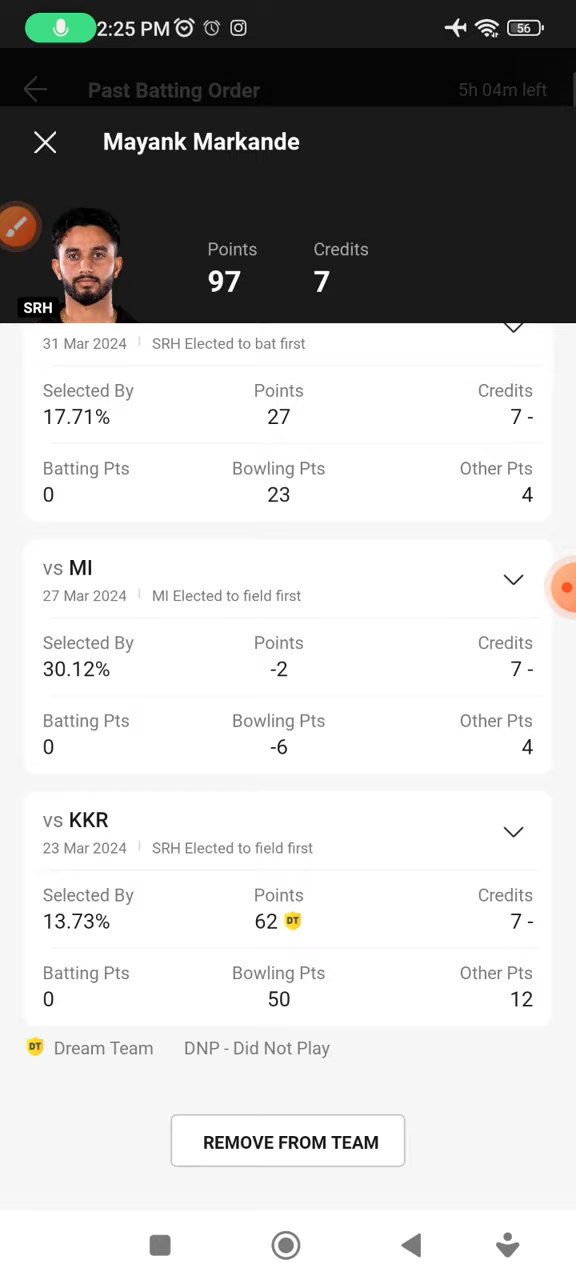 2:25 PM
56
Past Batting Order 5h 04m left
Mayank Markande
Points Credits
97 7
SRH
31 Mar 2024 SRH Elected to bat first
Selected By Points Credits
17.71% 27 7 -
Batting Pts Bowling Pts Other Pts
0 23 4
vs MI
27 Mar 2024 MI Elected to field first
Selected By Points Credits
30.12% -2 7 -
Batting Pts Bowling Pts Other Pts
0 -6 4
vs KKR
23 Mar 2024 SRH Elected to field first
Selected By Points Credits
13.73% 62 DT 7 -
Batting Pts Bowling Pts Other Pts
0 50 12
DT Dream Team DNP - Did Not Play
REMOVE FROM TEAM